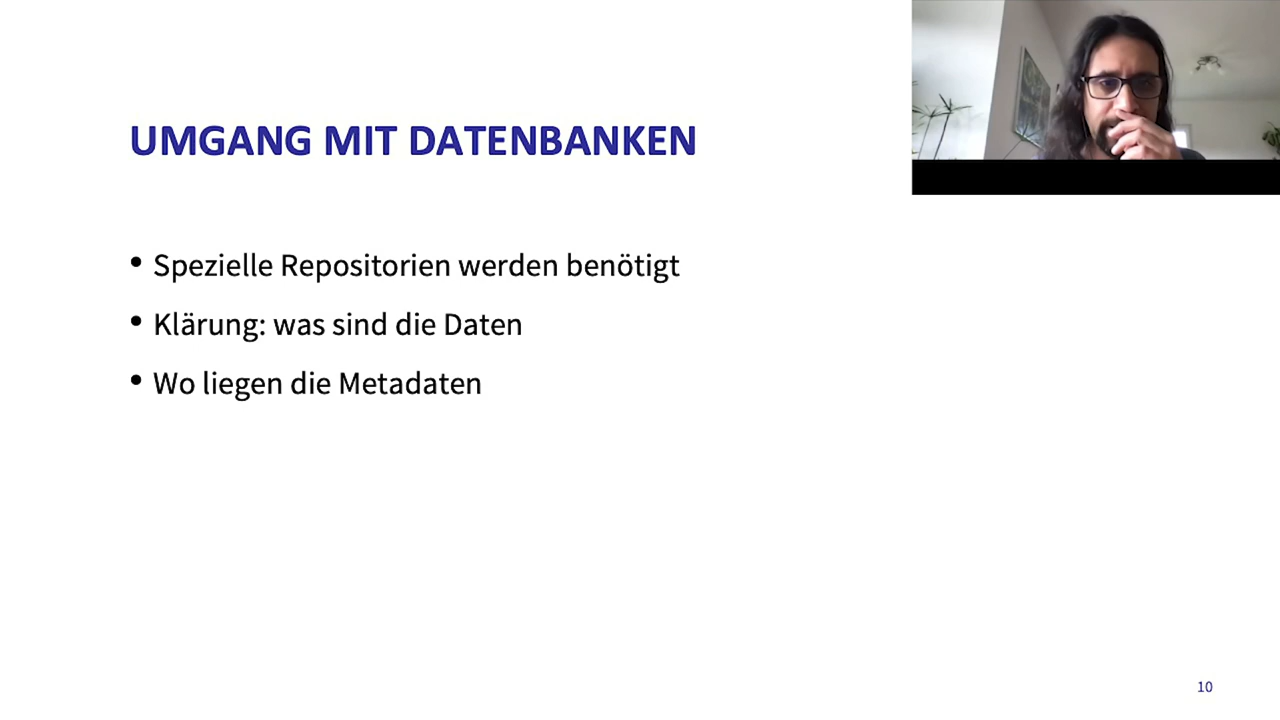 UMGANG MIT DATENBANKEN
• Spezielle Repositorien werden benötigt
• Klärung: was sind die Daten
• Wo liegen die Metadaten
10